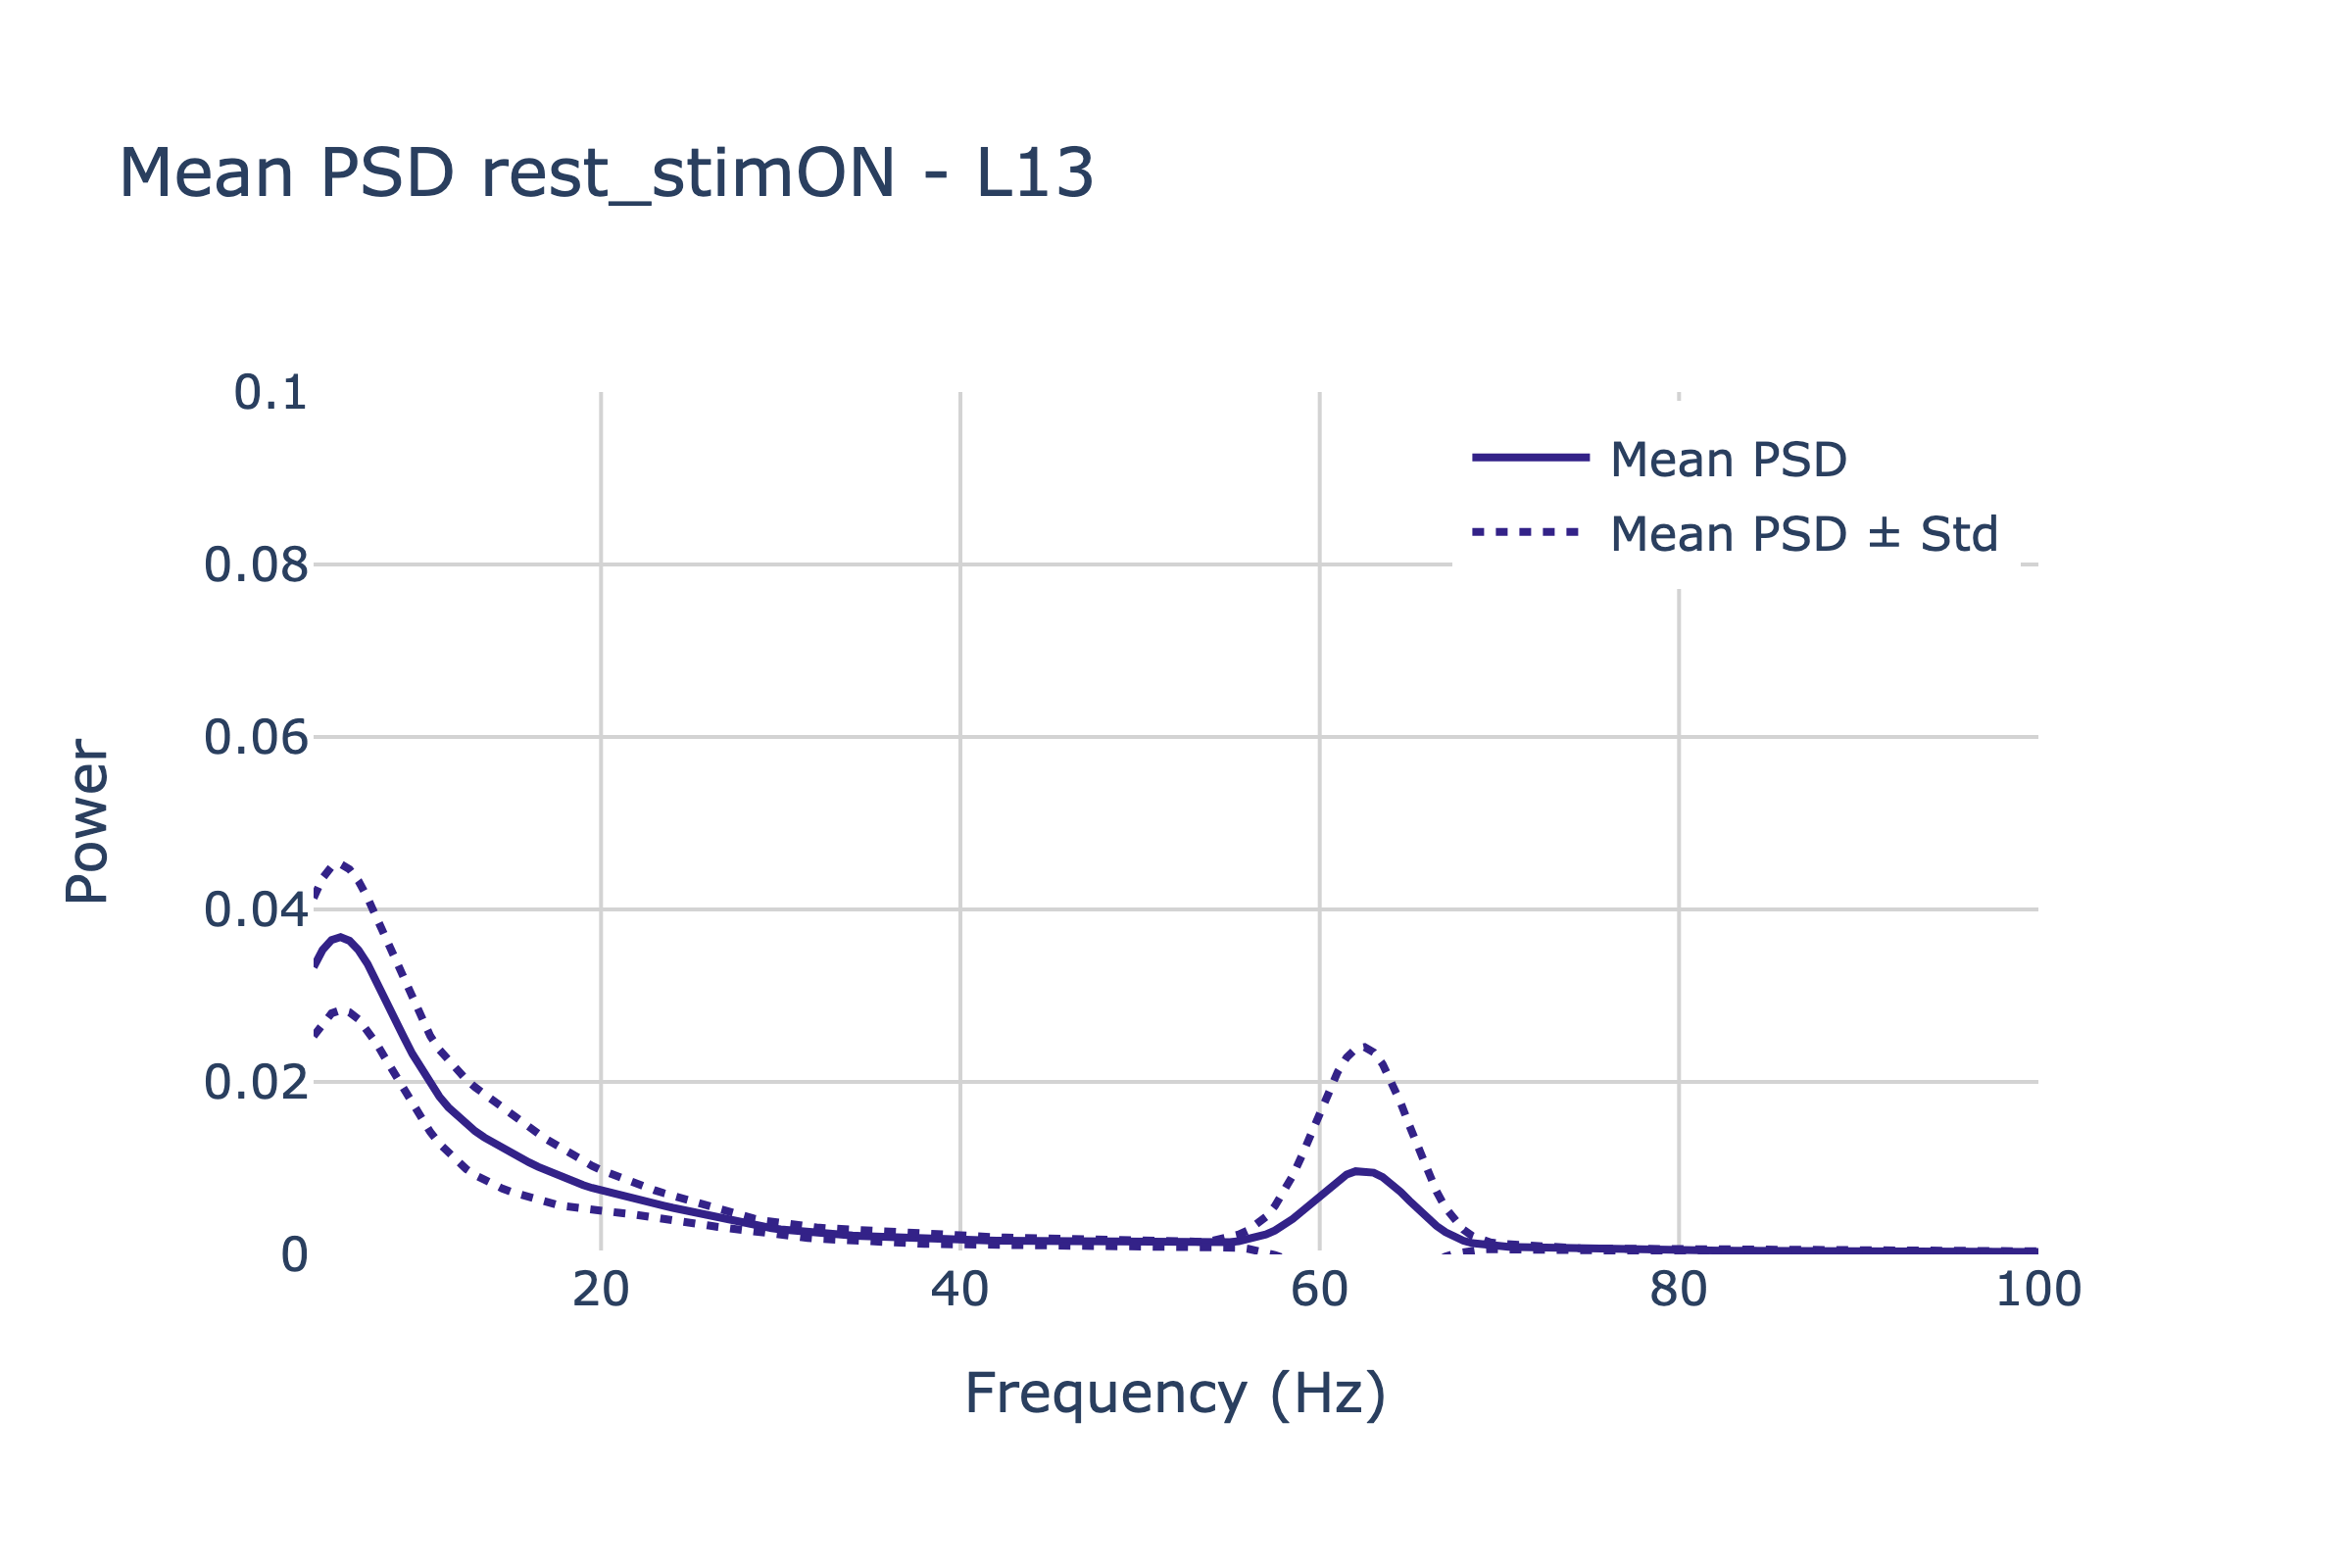 Mean PSD rest_stimON - L13
0.1
Mean PSD
Mean PSD ± Std
0.08
0.06
Power
0.04
0.02
0
20 40 60 80 100
Frequency (Hz)